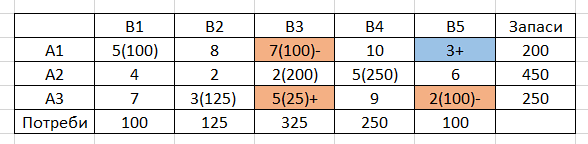 B1 B2 B3 B4 B5 Запаси
A1 5(100) 8 7(100)- 10 3+ 200
A2 4 2 2(200) 5(250) 6 450
A3 7 3(125) 5(25)+ 9 2(100)- 250
Потреби 100 125 325 250 100